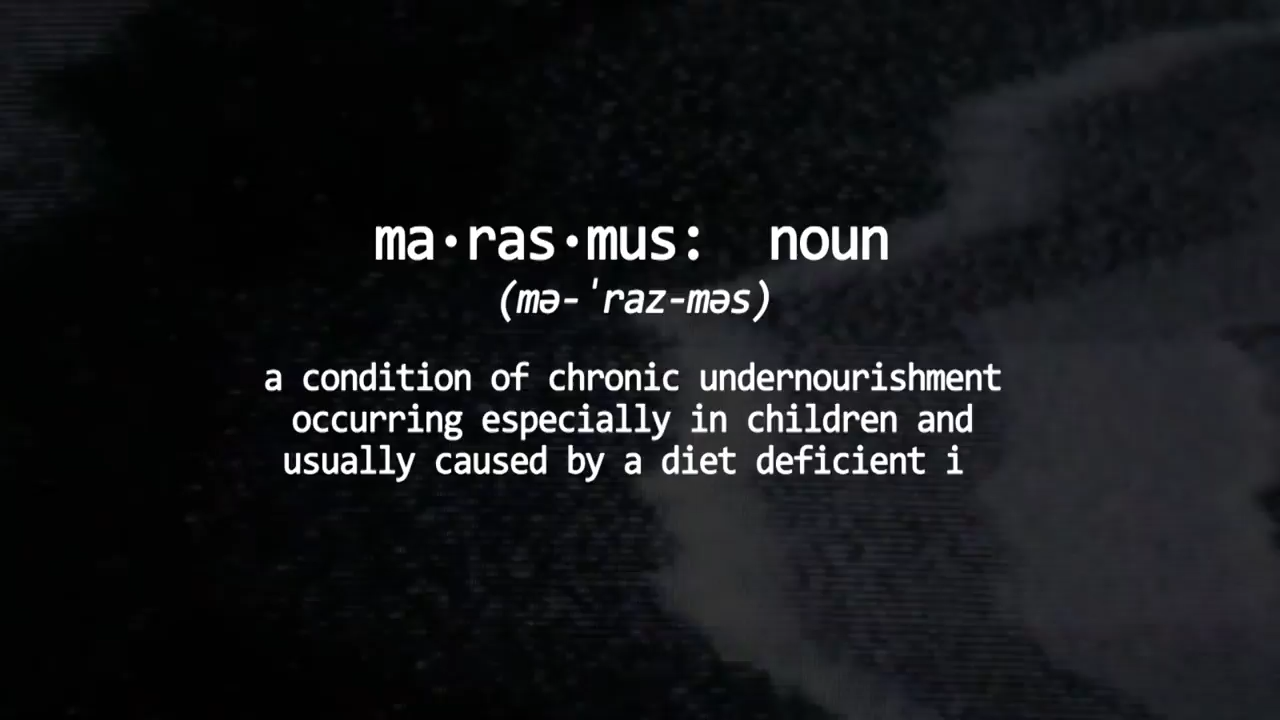 ma·ras·mus: noun
(mə-ˈraz-məs)
a condition of chronic undernourishment
occurring especially in children and
usually caused by a diet deficient i